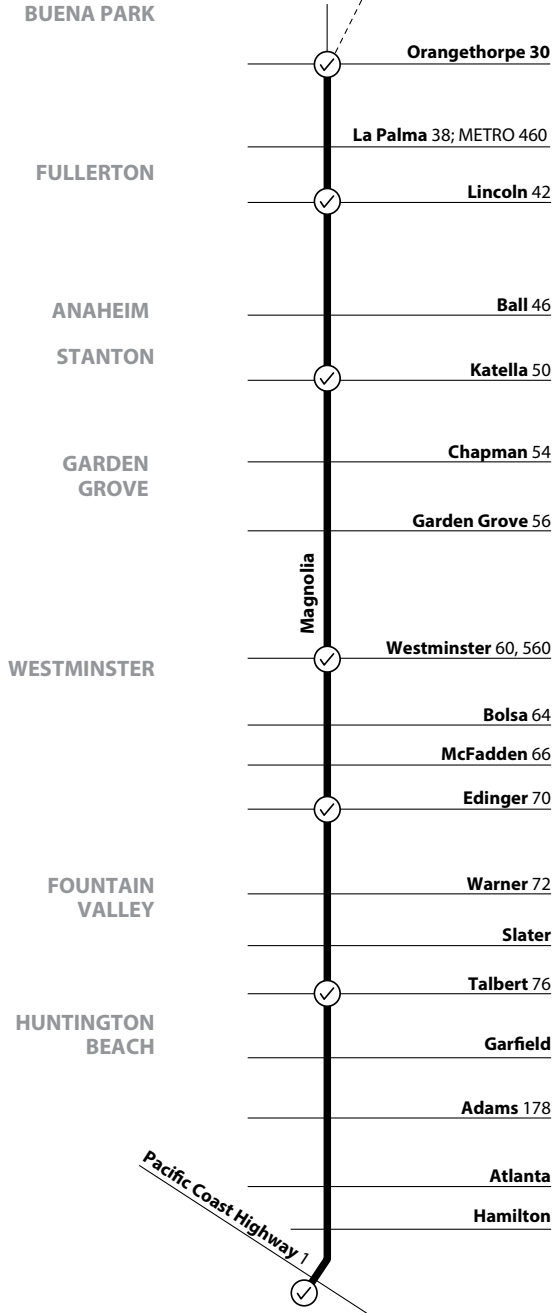 BUENA PARK
Orangethorpe 30
La Palma 38; METRO 460
FULLERTON
Lincoln 42
ANAHEIM
Ball 46
STANTON
Katella 50
Chapman 54
GARDEN
GROVE
Garden Grove 56
Magnolia
Westminster 60, 560
WESTMINSTER
Bolsa 64
McFadden 66
Edinger 70
FOUNTAIN
VALLEY
Warner 72
Slater
Talbert 76
HUNTINGTON
BEACH
Garfield
Adams 178
Pacific Coast Highway 1
Atlanta
Hamilton